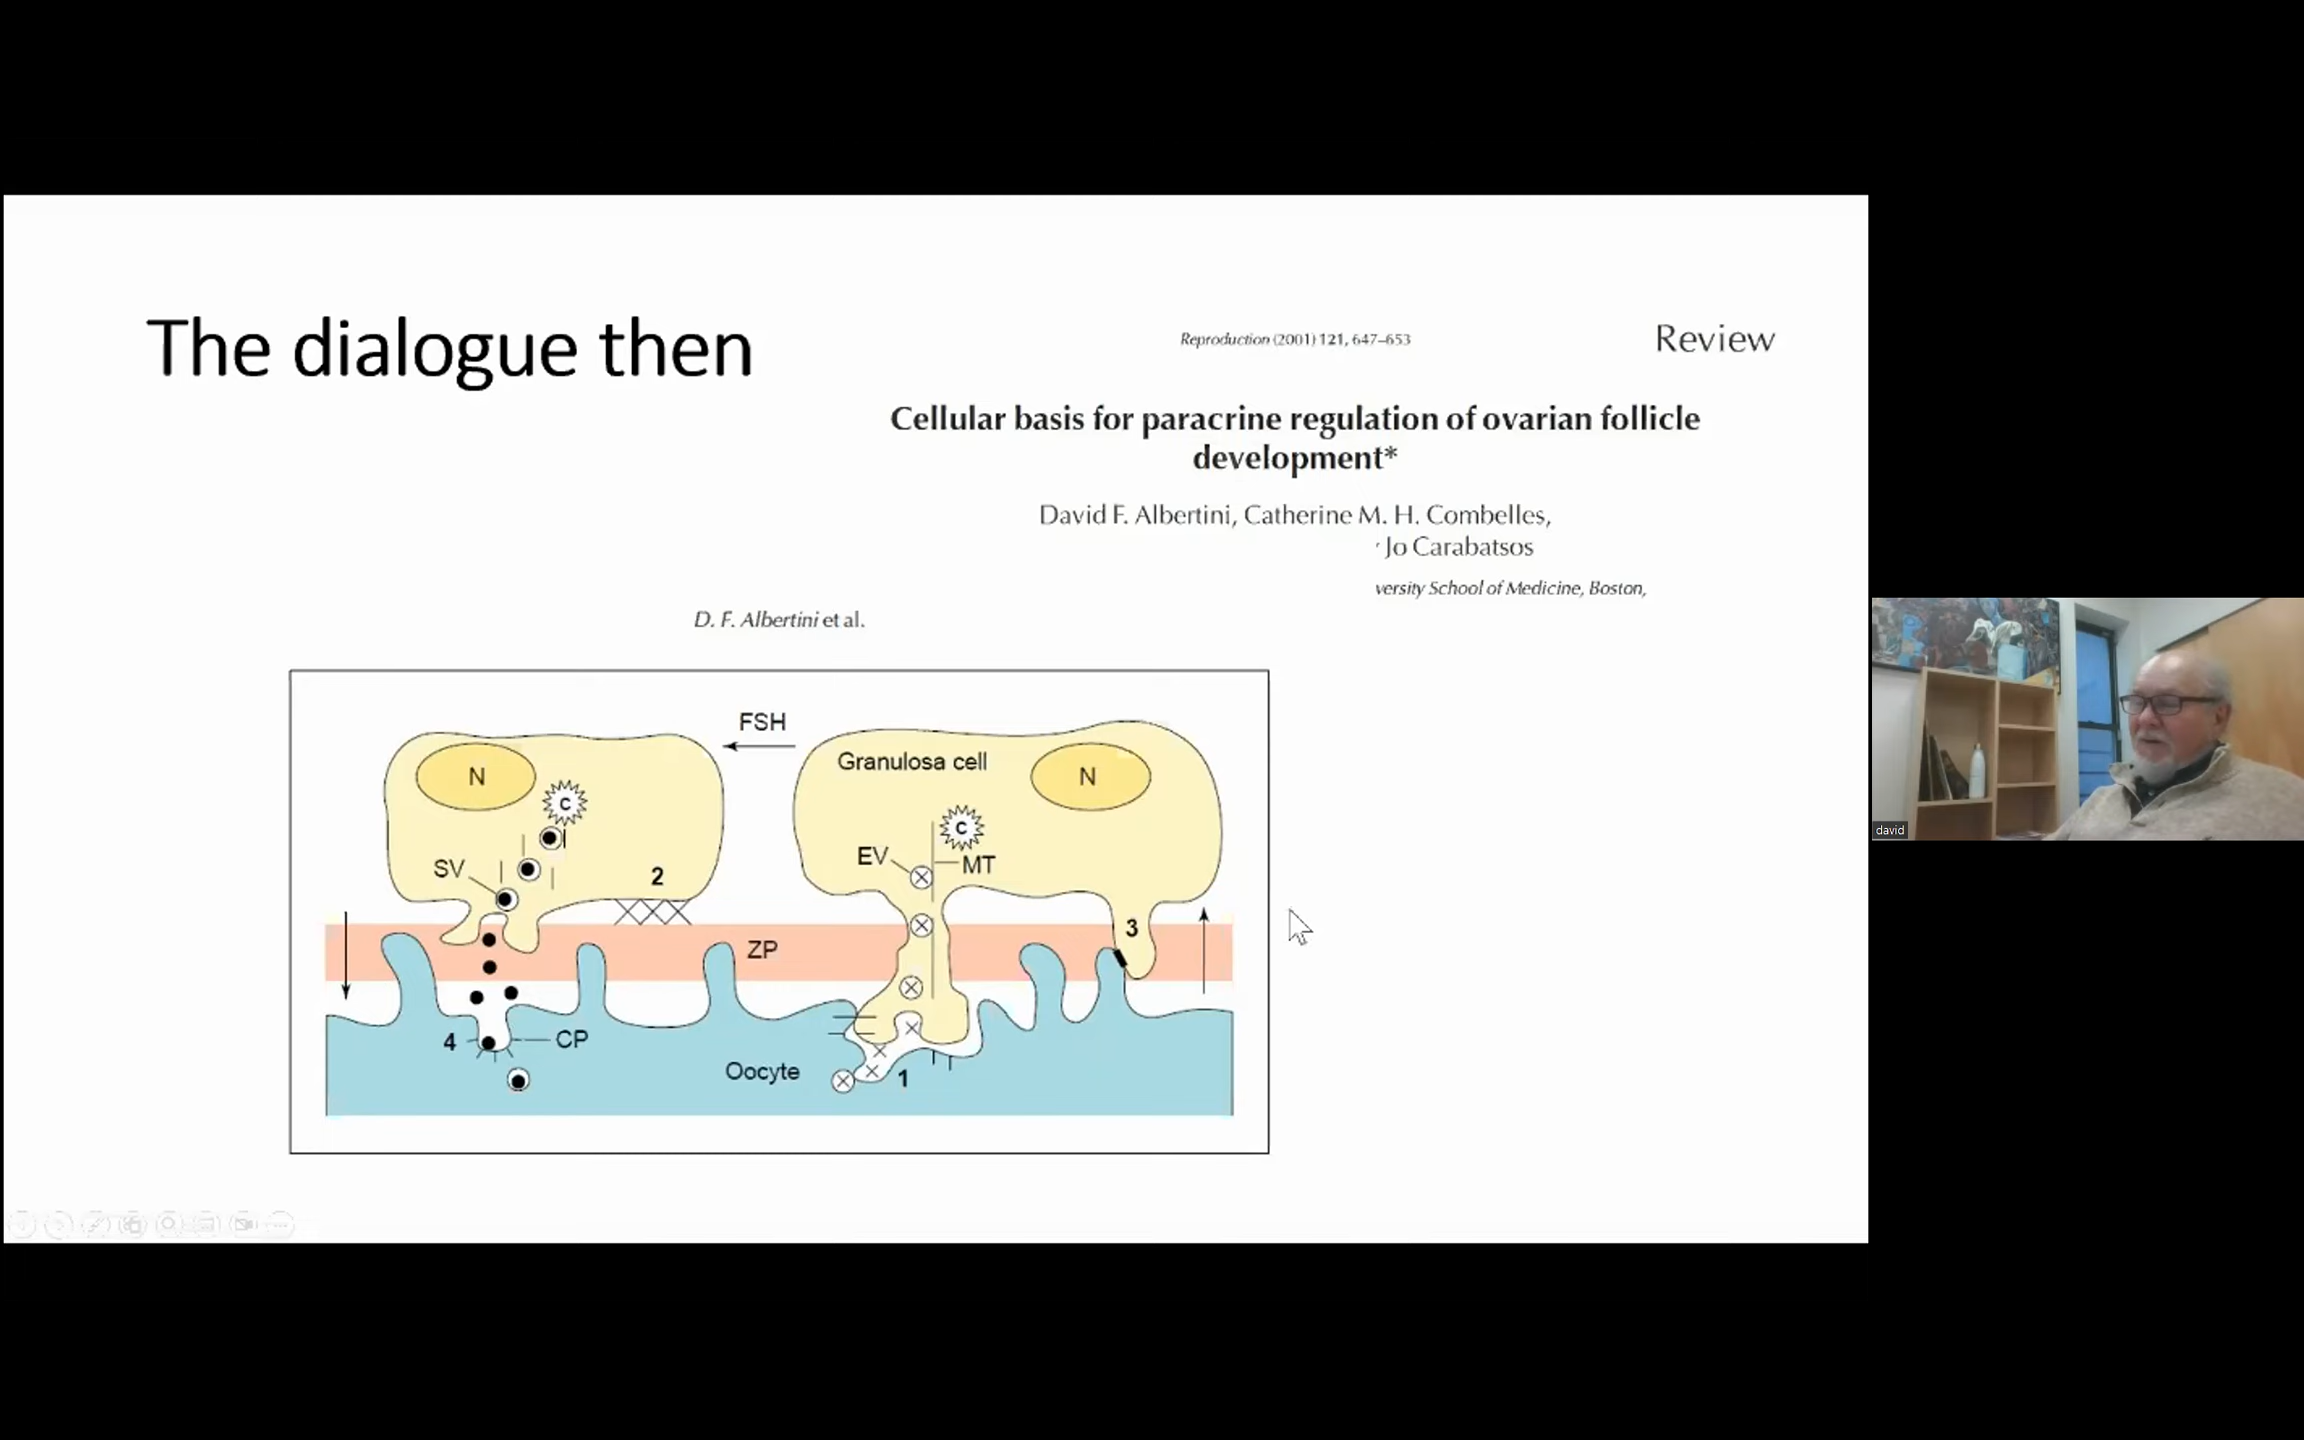 The dialogue then
Reproduction (2001) 121, 647–653
Review
Cellular basis for paracrine regulation of ovarian follicle
development*
David F. Albertini, Catherine M. H. Combelles,
Jo Carabatsos
versity School of Medicine, Boston,
D. F. Albertini et al.
FSH
N
Granulosa cell
N
C
C
EV
MT
SV
2
3
ZP
4
CP
Oocyte
1
david